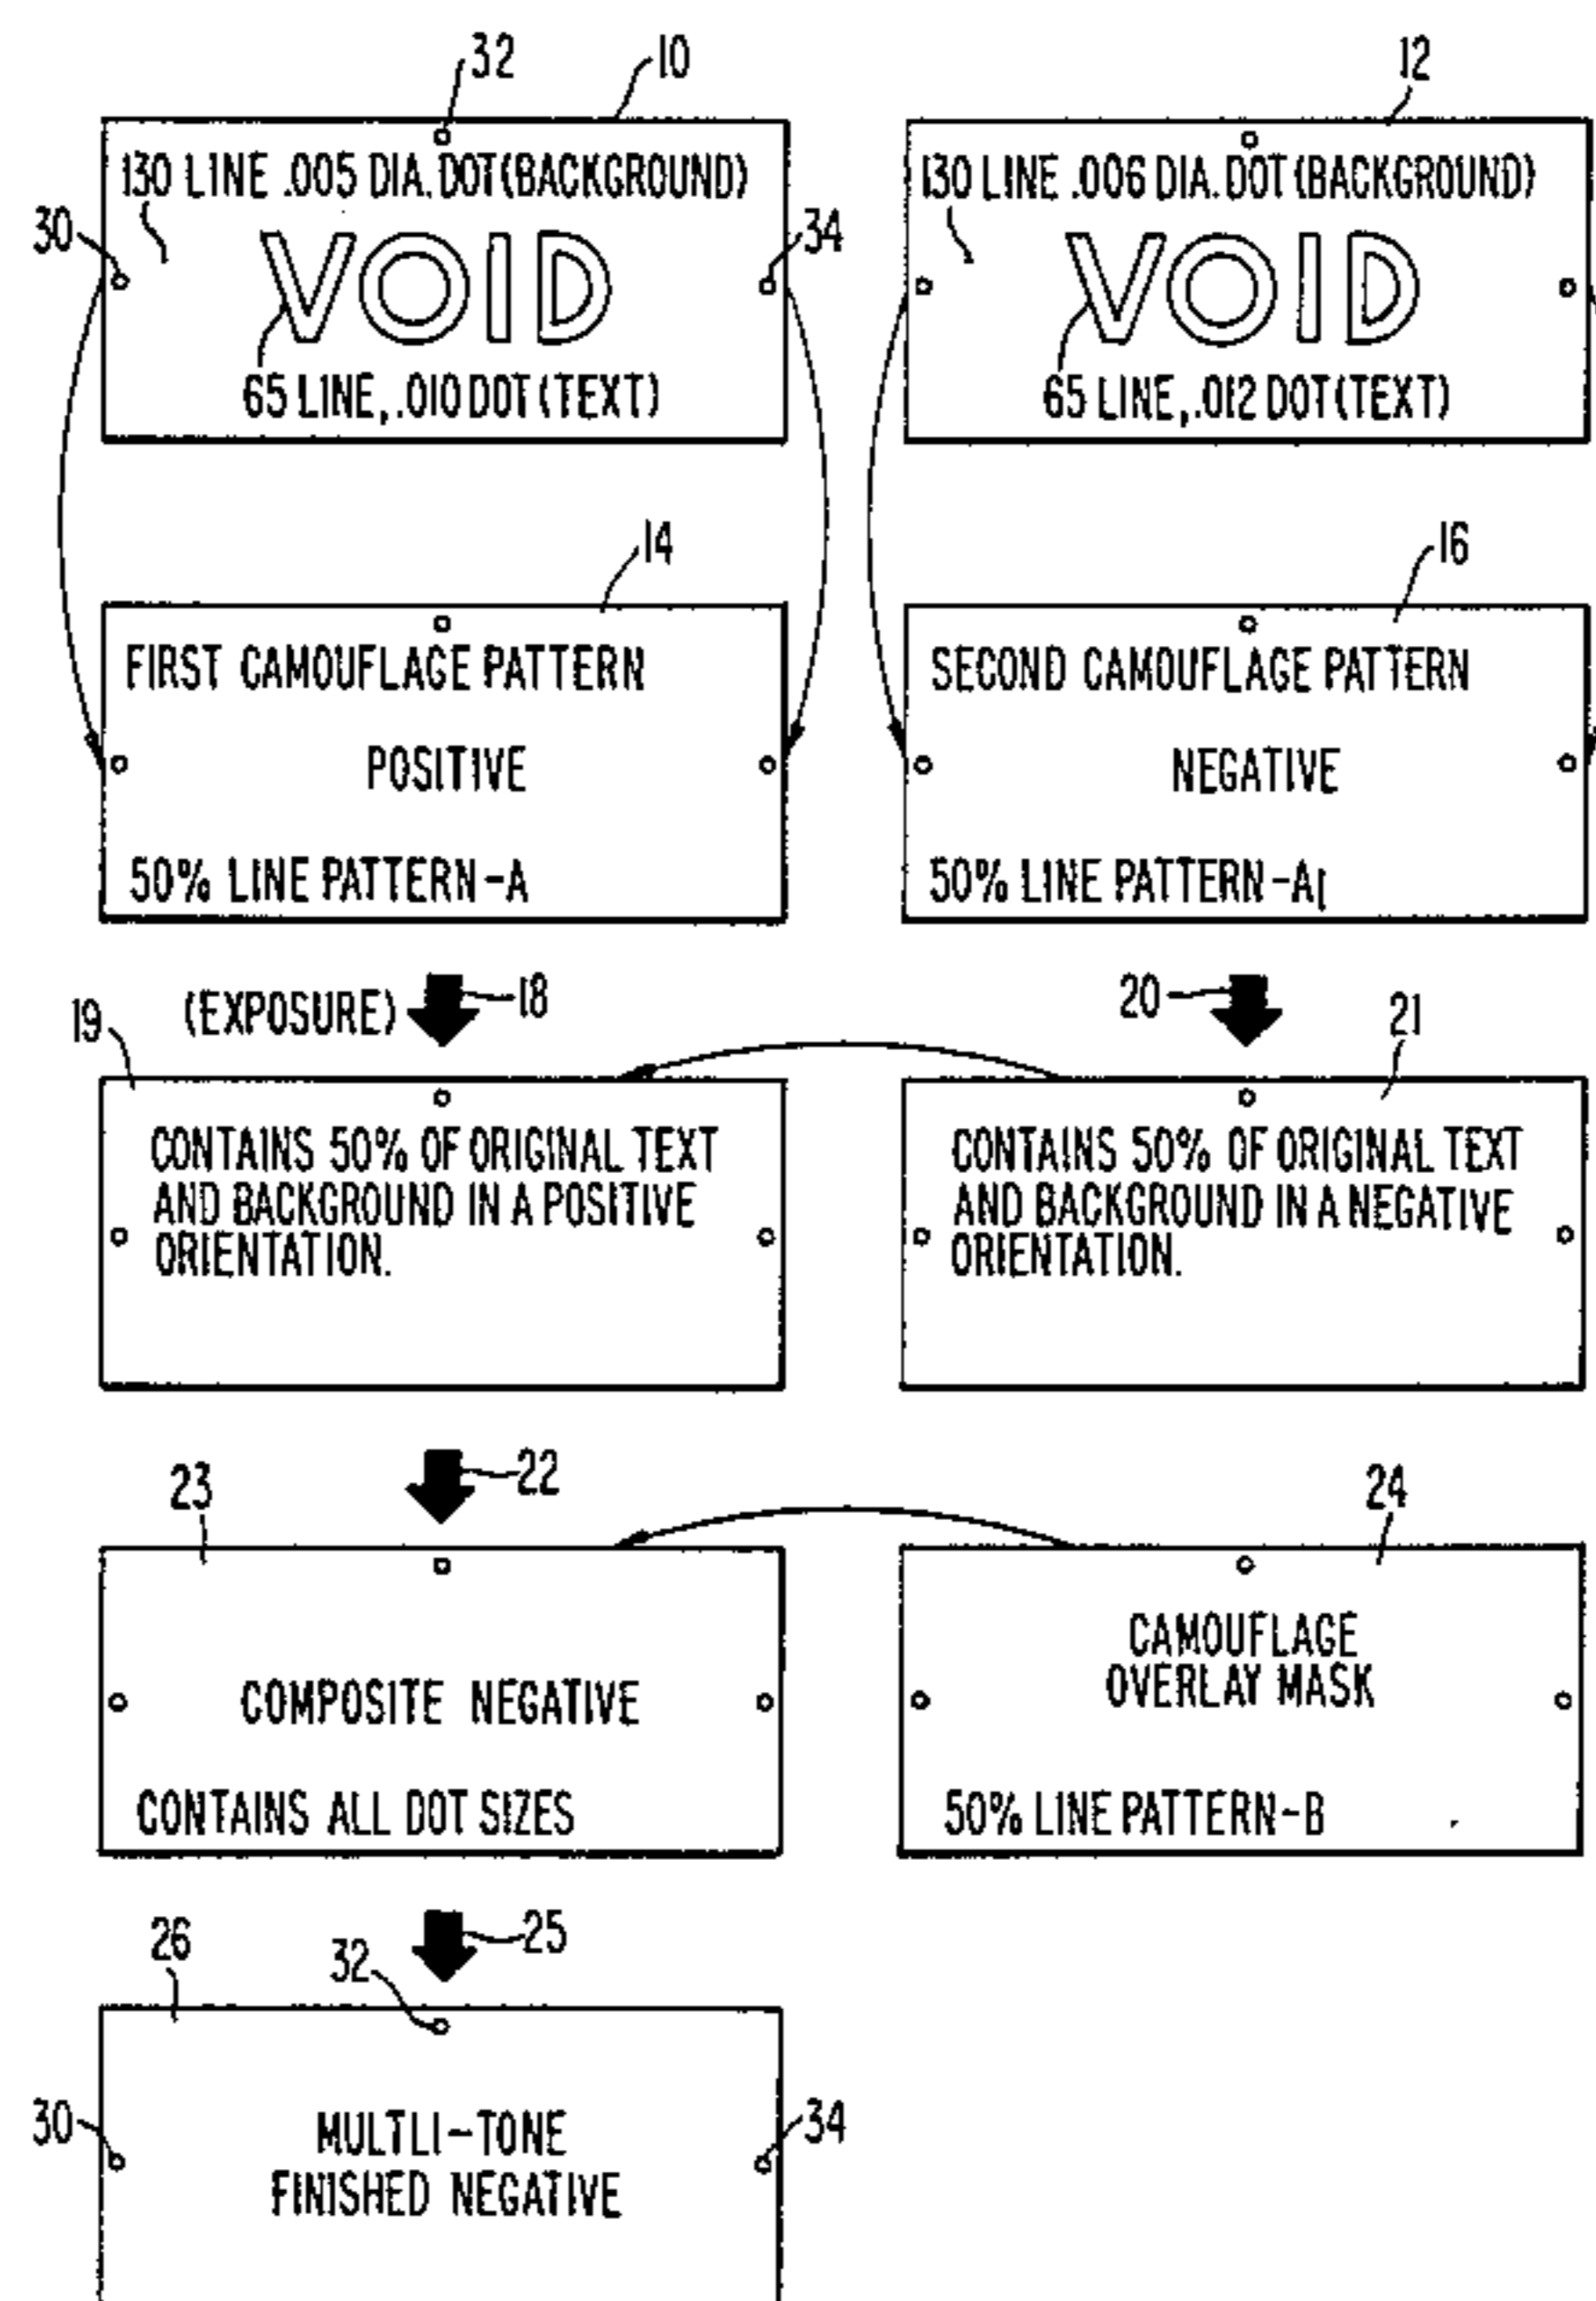 32
10
12
130 LINE .005 DIA. DOT (BACKGROUND)
130 LINE .006 DIA. DOT (BACKGROUND)
30
34
VOID
VOID
65 LINE, .010 DOT (TEXT)
65 LINE, .012 DOT (TEXT)
14
16
FIRST CAMOUFLAGE PATTERN
POSITIVE
50% LINE PATTERN-A
SECOND CAMOUFLAGE PATTERN
NEGATIVE
50% LINE PATTERN-A1
(EXPOSURE)
18
20
19
21
CONTAINS 50% OF ORIGINAL TEXT
AND BACKGROUND IN A POSITIVE
ORIENTATION.
CONTAINS 50% OF ORIGINAL TEXT
AND BACKGROUND IN A NEGATIVE
ORIENTATION.
22
23
24
COMPOSITE NEGATIVE
CONTAINS ALL DOT SIZES
CAMOUFLAGE
OVERLAY MASK
50% LINE PATTERN-B
25
26
32
30
34
MULTLI-TONE
FINISHED NEGATIVE